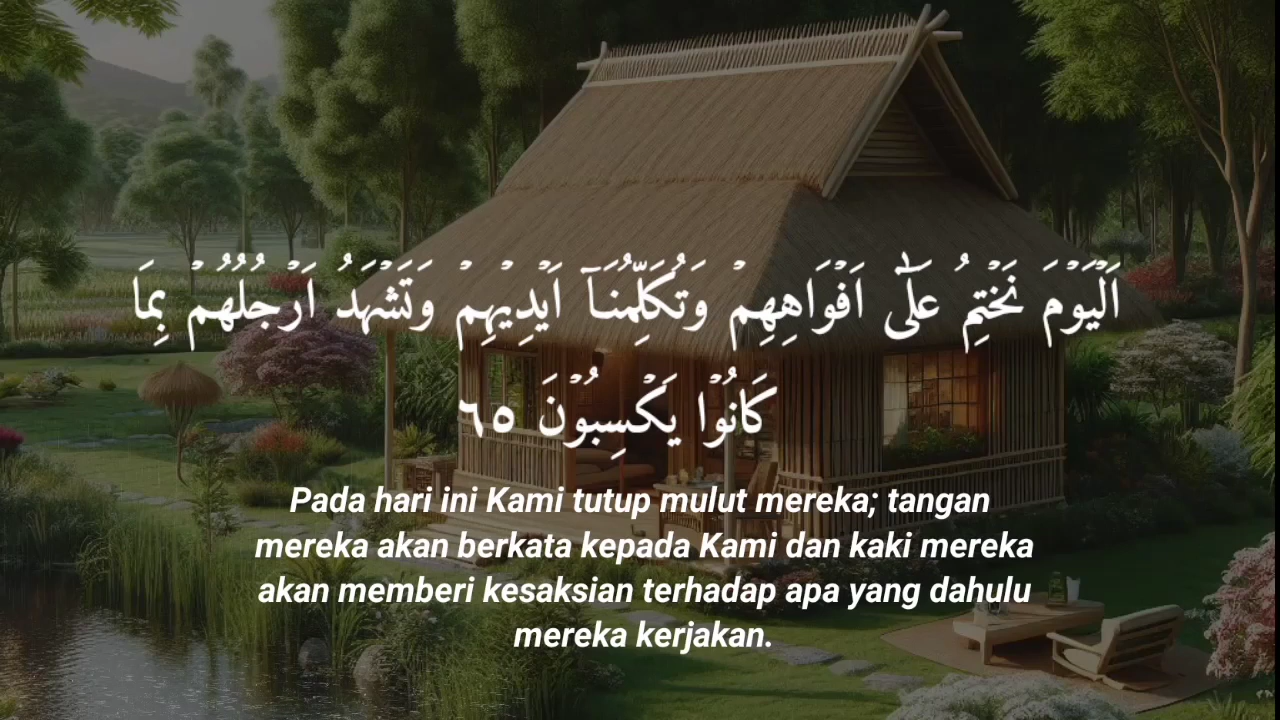 اَلْيَوْمَ نَخْتِمُ عَلٰٓى اَفْوَاهِهِمْ وَتُكَلِّمُنَآ اَيْدِيْهِمْ وَتَشْهَدُ اَرْجُلُهُمْ بِمَا
كَانُوْا يَكْسِبُوْنَ ٦٥
Pada hari ini Kami tutup mulut mereka; tangan
mereka akan berkata kepada Kami dan kaki mereka
akan memberi kesaksian terhadap apa yang dahulu
mereka kerjakan.